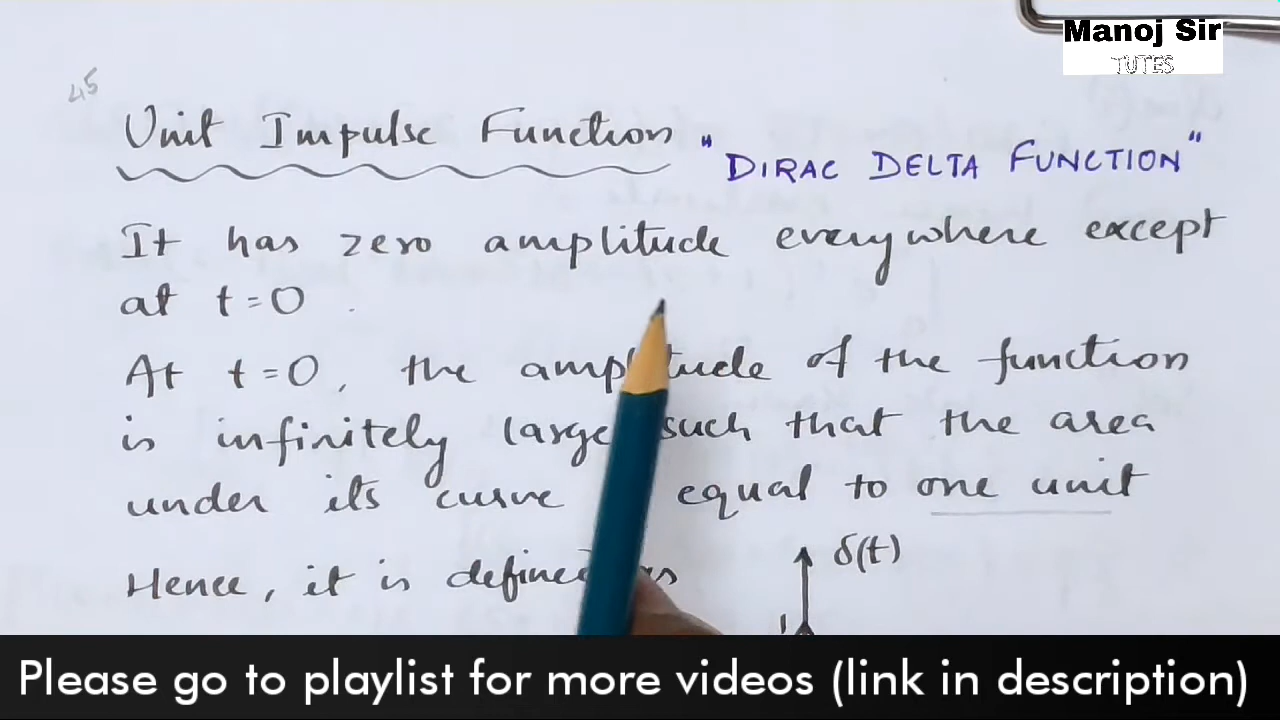 Manoj Sir
TUTES
45
Unit Impulse Function "DIRAC DELTA FUNCTION"
It has zero amplitude everywhere except
at t=0.
At t=0, the amplitude of the function
is infinitely large such that the area
under its curve equal to one unit
Hence, it is defined as
δ(t)
1
Please go to playlist for more videos (link in description)